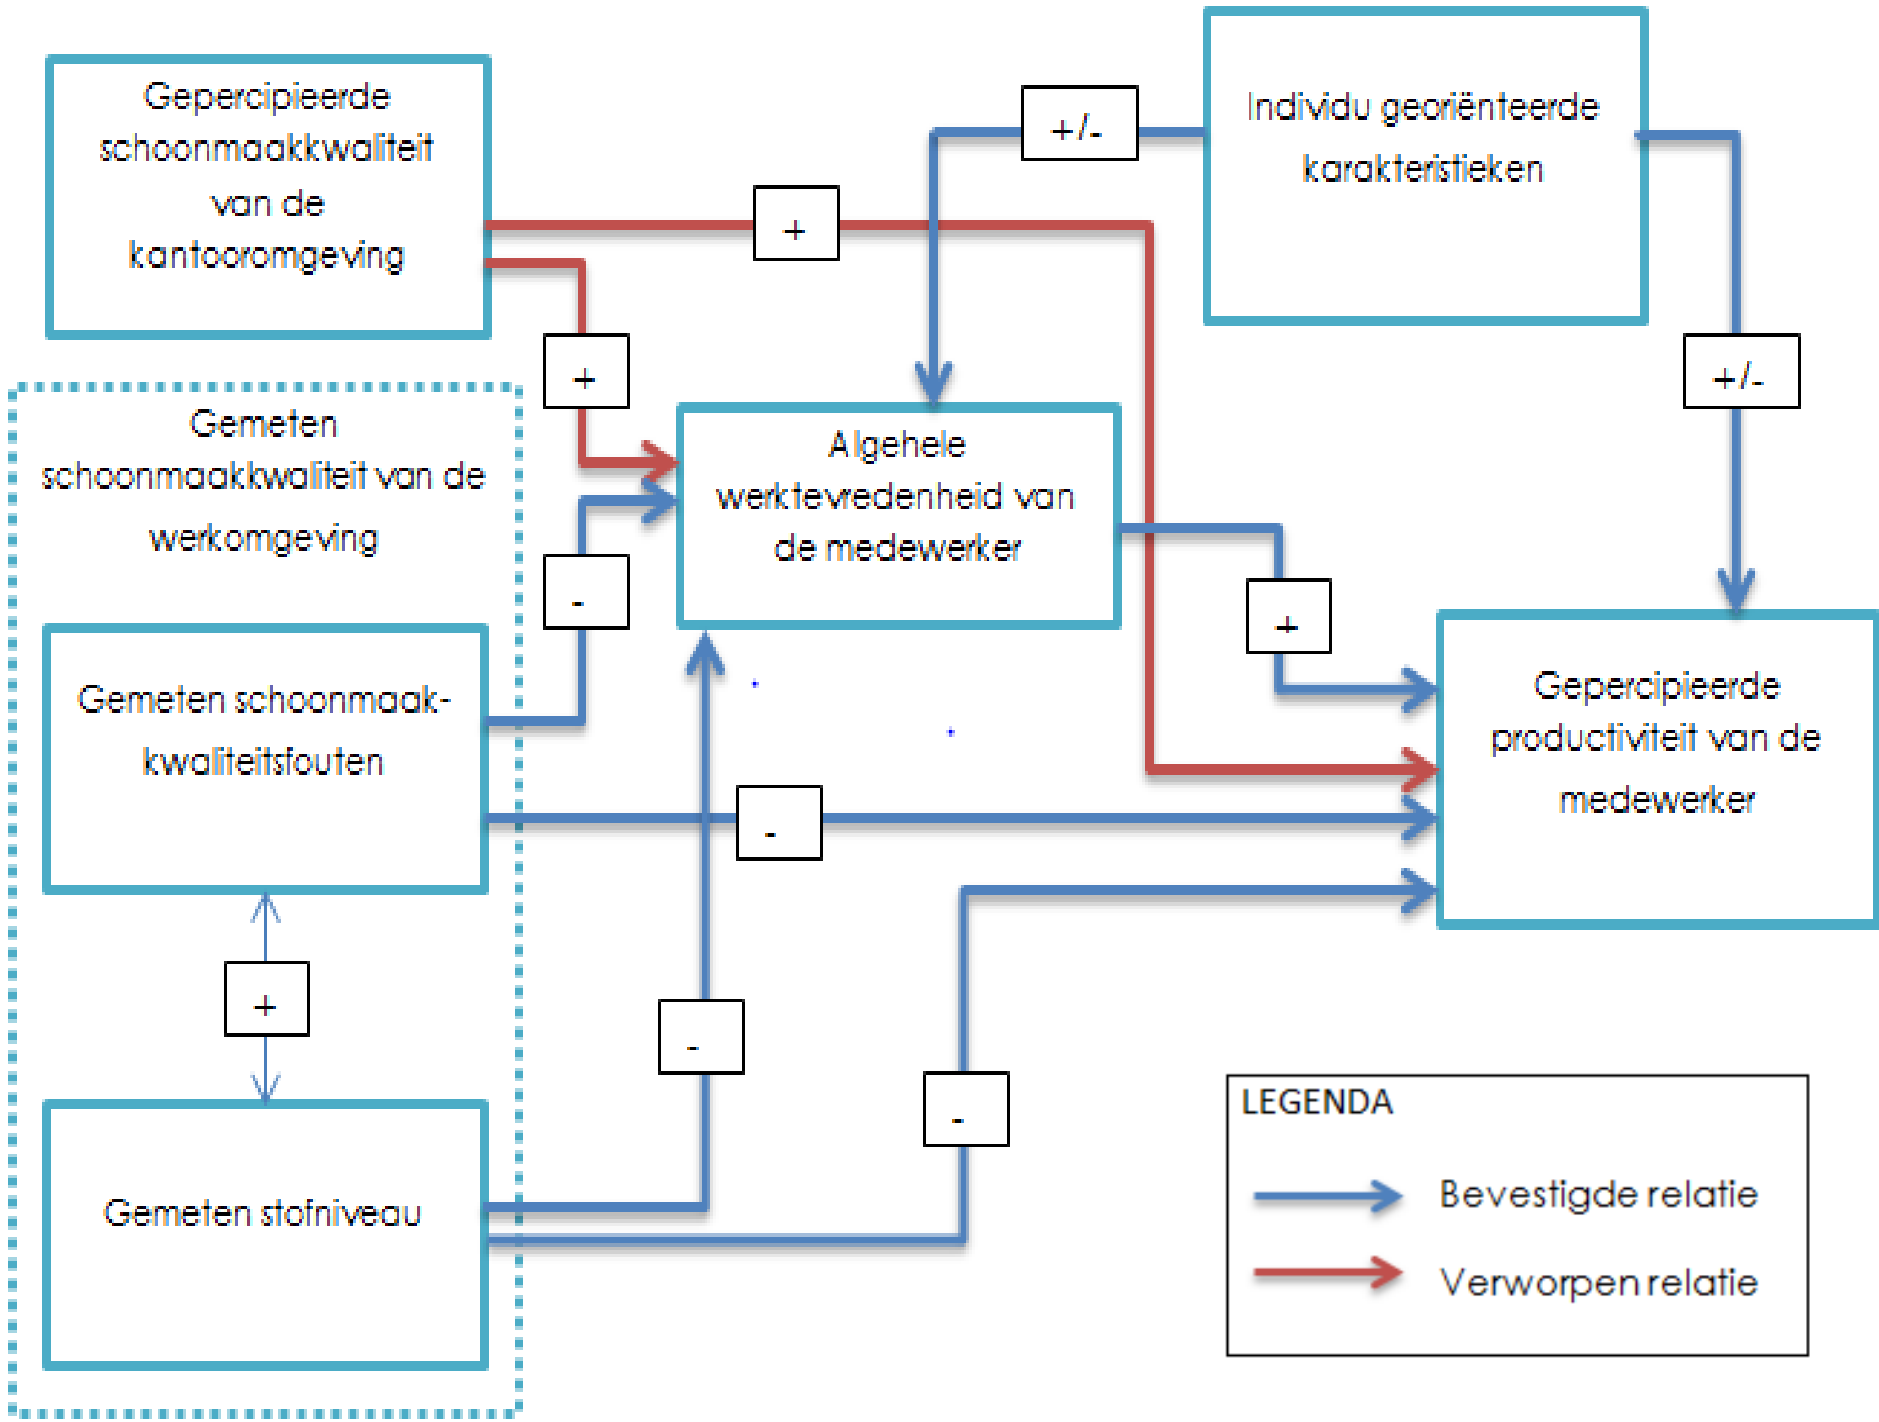 Gepercipieerde
schoonmaakkwaliteit
van de
kantooromgeving
Individu georiënteerde
karakteristieken
+/-
+
+
+/-
Gemeten
schoonmaakkwaliteit van de
werkomgeving
Algehele
werktevredenheid van
de medewerker
-
+
Gemeten schoonmaak-
kwaliteitsfouten
Gepercipieerde
productiviteit van de
medewerker
-
+
-
-
Gemeten stofniveau
LEGENDA
Bevestigde relatie
Verworpen relatie